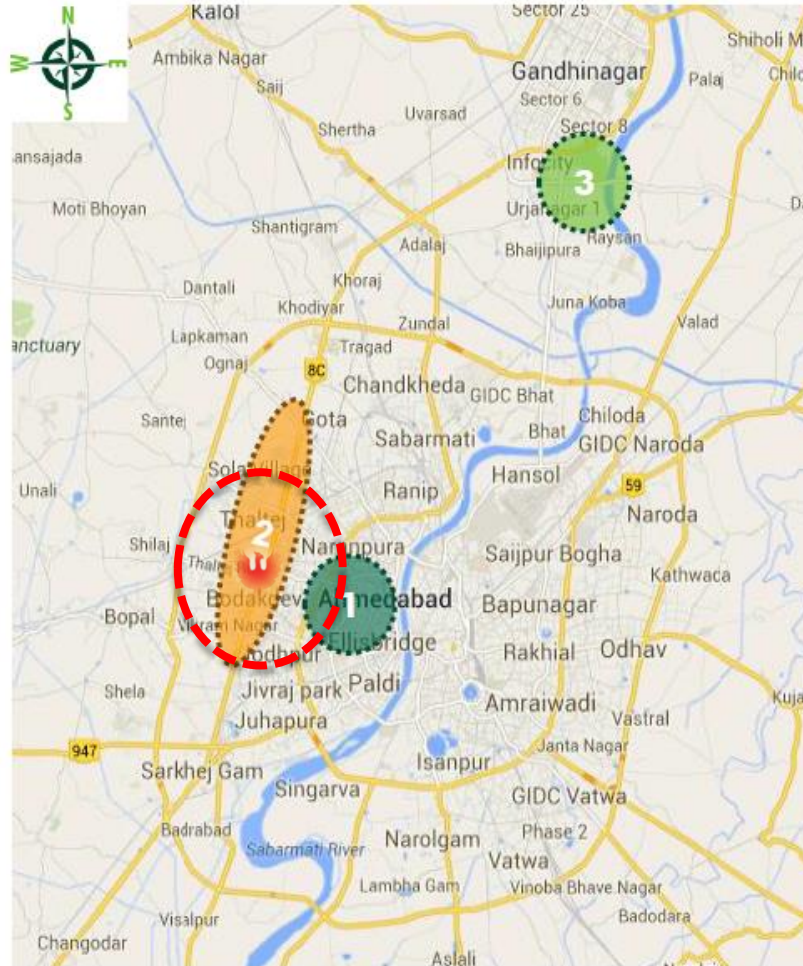 N
W
E
S
Kalol
Sector 25
Shiholi M
Ambika Nagar
Gandhinagar
Palaj
Saij
Sector 6
Uvarsad
Shertha
Sector 8
ansajada
Infocity
3
Moti Bhoyan
Urjanagar 1
Shantigram
Raysan
Adalaj
Bhaijipura
Khoraj
Dantali
Juna Koba
Khodiyar
Zundal
Valad
Lapkaman
Tragad
anctuary
Ognaj
8C
Chandkheda
GIDC Bhat
Santej
Gota
Chiloda
Sabarmati
Bhat
GIDC Naroda
Sola Village
Hansol
Unali
Ranip
59
Thaltej
Naroda
2
Shilaj
Naranpura
Saijpur Bogha
Kathwaca
Bodakdev
Ahmedabad
1
Bapunagar
Bopal
Vikram Nagar
Ellisbridge
Rakhial
Odhav
Jodhpur
Shela
Jivraj park
Paldi
Amraiwadi
Kuja
Juhapura
Vastral
947
Janta Nagar
Isanpur
Sarkhej Gam
Singarva
GIDC Vatwa
Badrabad
Phase 2
Sabarmati River
Narolgam
Vatwa
Lambha Gam
Vinoba Bhave Nagar
Visalpur
Badodara
Changodar
Aslali